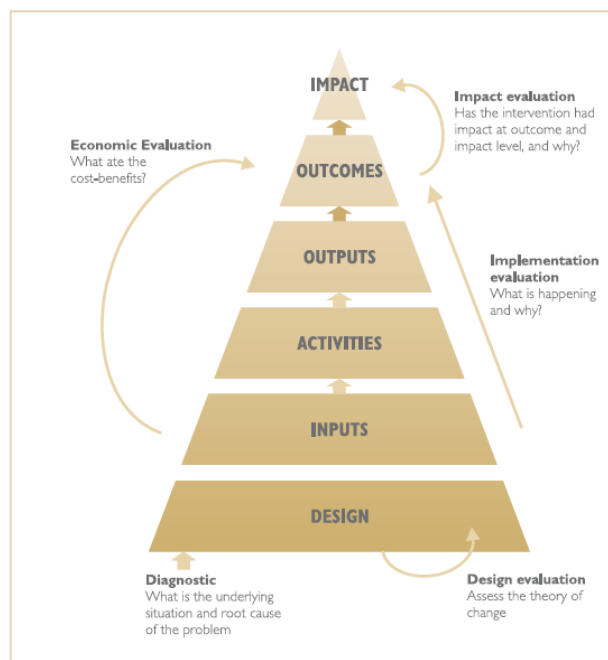 IMPACT
Impact evaluation
Has the intervention had
impact at outcome and
impact level, and why?
Economic Evaluation
What ate the
cost-benefits?
OUTCOMES
OUTPUTS
Implementation
evaluation
What is happening
and why?
ACTIVITIES
INPUTS
DESIGN
Diagnostic
What is the underlying
situation and root cause
of the problem
Design evaluation
Assess the theory of
change